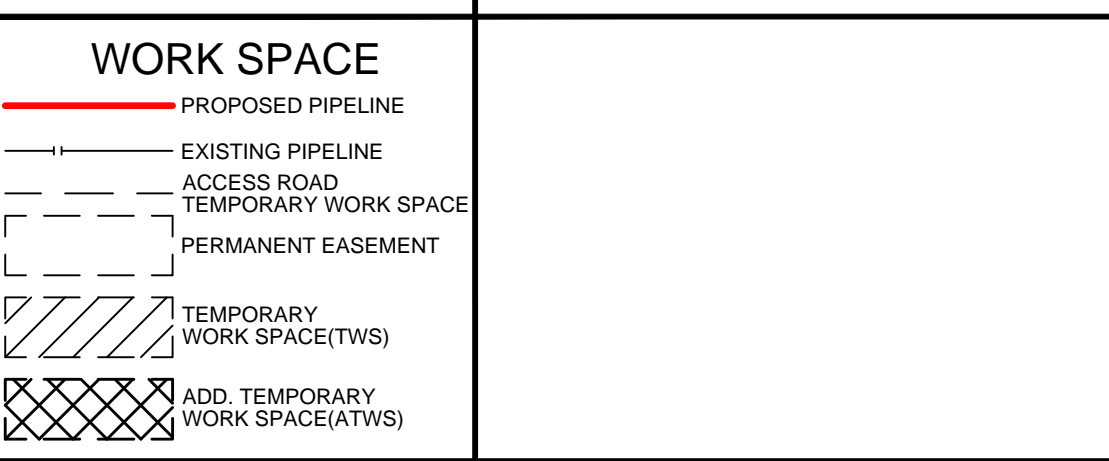 WORK SPACE
PROPOSED PIPELINE
EXISTING PIPELINE
ACCESS ROAD
TEMPORARY WORK SPACE
PERMANENT EASEMENT
TEMPORARY
WORK SPACE(TWS)
ADD. TEMPORARY
WORK SPACE(ATWS)